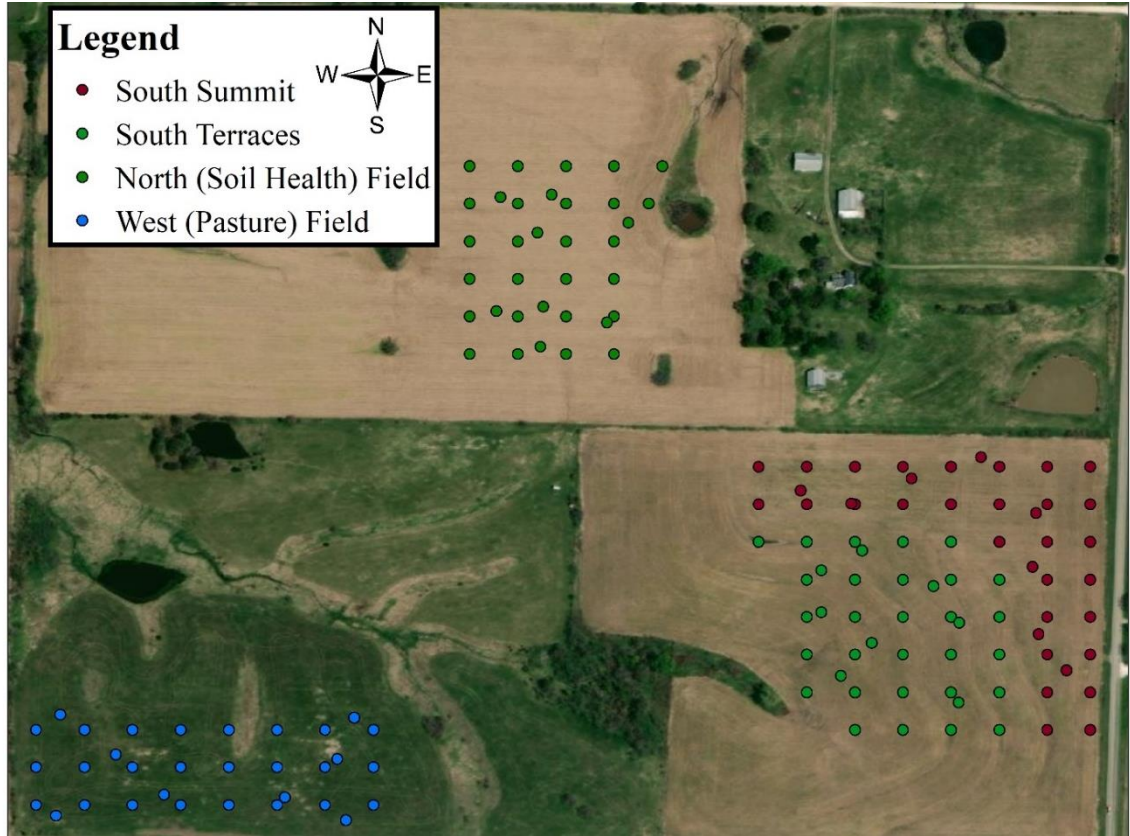 Legend
N
W E
S
South Summit
South Terraces
North (Soil Health) Field
West (Pasture) Field